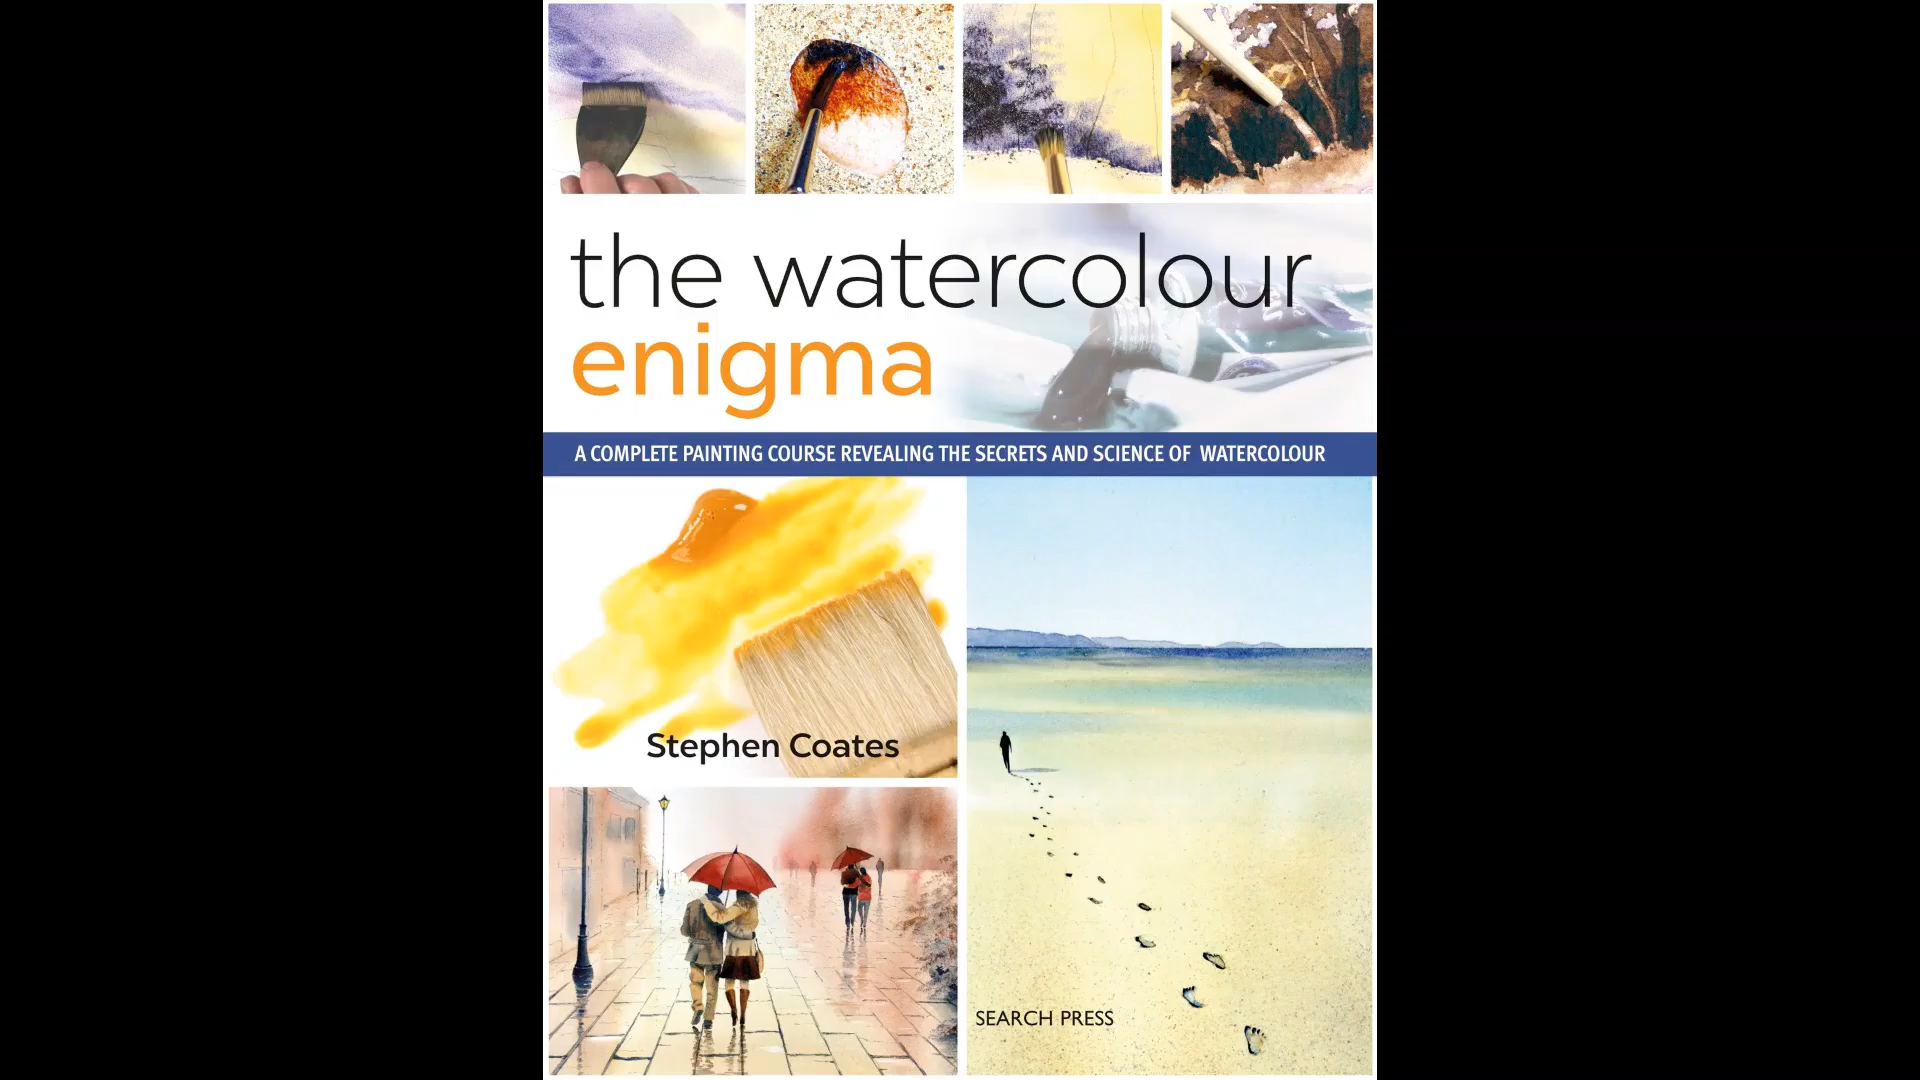 the watercolour
enigma
A COMPLETE PAINTING COURSE REVEALING THE SECRETS AND SCIENCE OF WATERCOLOUR
Stephen Coates
SEARCH PRESS